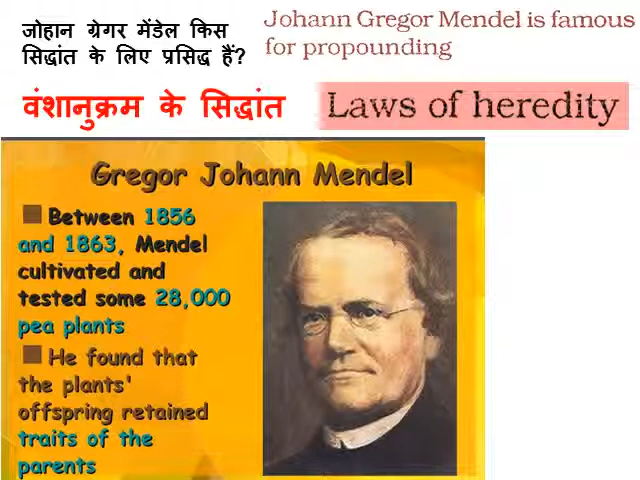 जोहान ग्रेगर मेंडेल किस
सिद्धांत के लिए प्रसिद्ध हैं?
Johann Gregor Mendel is famous
for propounding
वंशानुक्रम के सिद्धांत
Laws of heredity
Gregor Johann Mendel
Between 1856
and 1863, Mendel
cultivated and
tested some 28,000
pea plants
He found that
the plants'
offspring retained
traits of the
parents